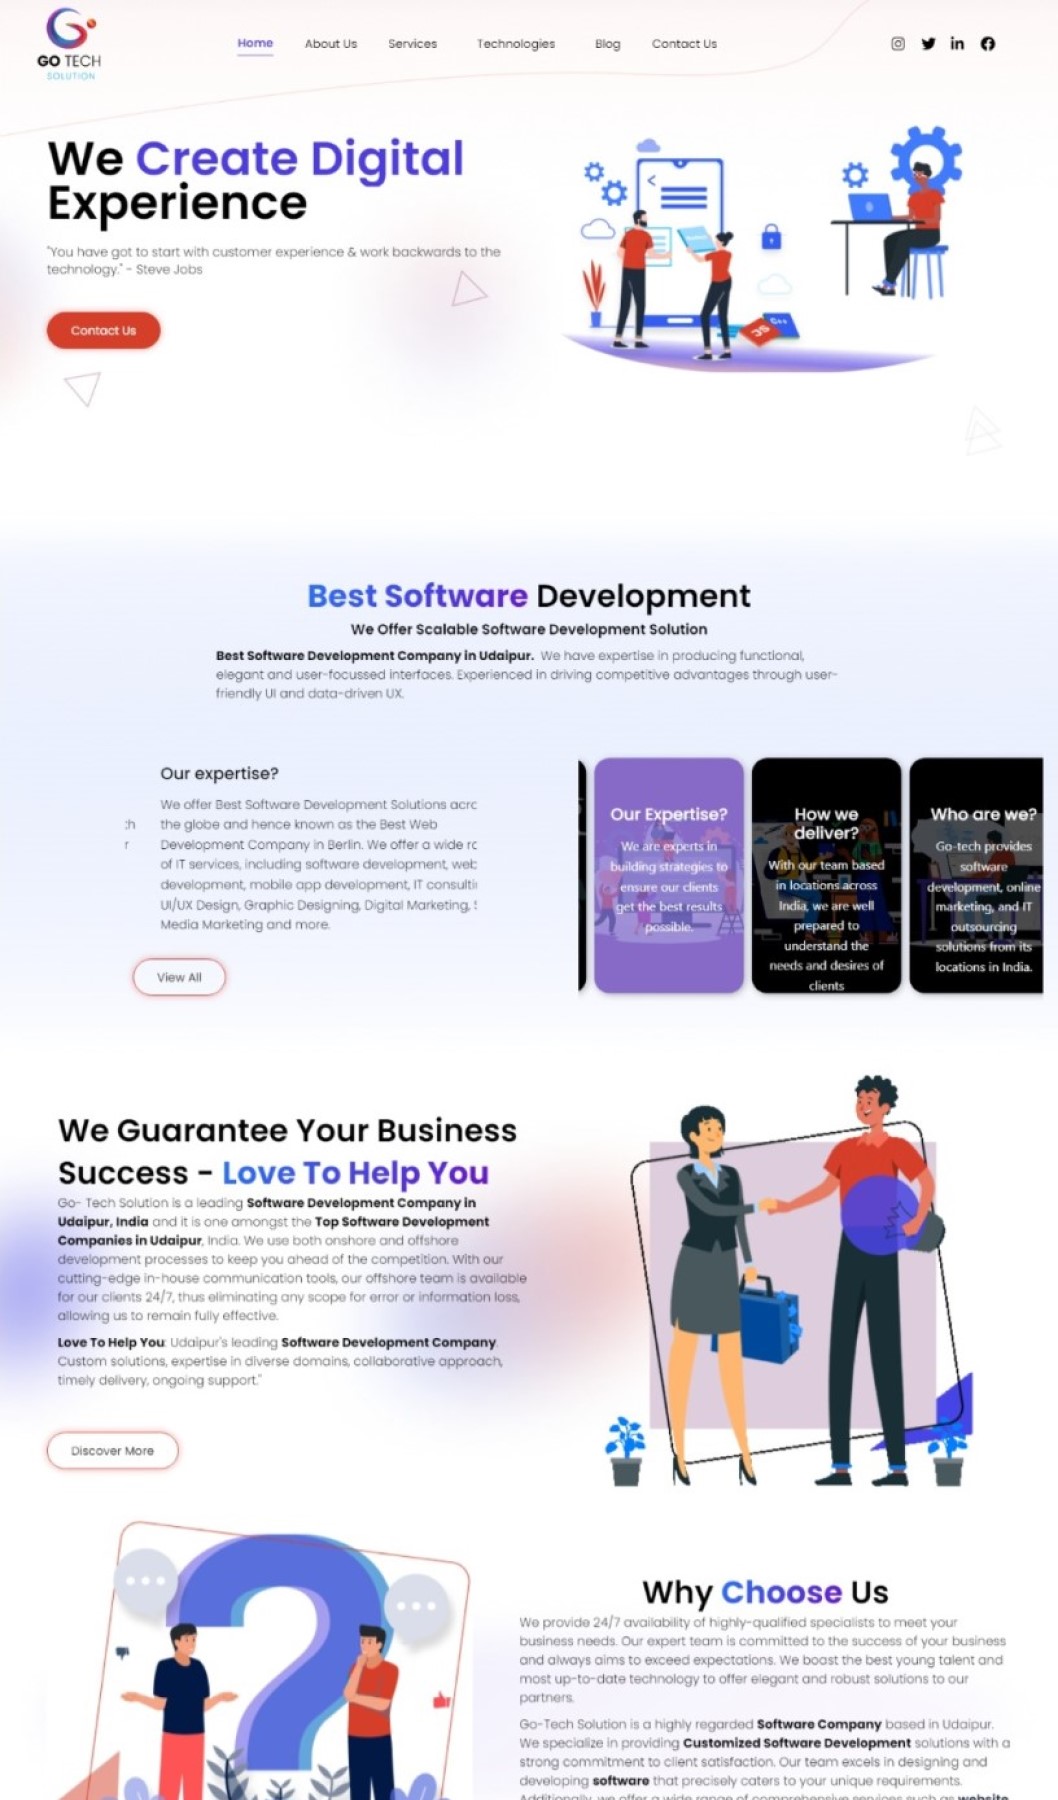 GO TECH
SOLUTION
Home About Us Services Technologies Blog Contact Us
We Create Digital
Experience
"You have got to start with customer experience & work backwards to the
technology." - Steve Jobs
Contact Us
JS
Best Software Development
We Offer Scalable Software Development Solution
Best Software Development Company in Udaipur. We have expertise in producing functional,
elegant and user-focussed interfaces. Experienced in driving competitive advantages through user-
friendly UI and data-driven UX.
Our expertise?
We offer Best Software Development Solutions acrc
the globe and hence known as the Best Web
Development Company in Berlin. We offer a wide rc
of IT services, including software development, wet
development, mobile app development, IT consulti
UI/UX Design, Graphic Designing, Digital Marketing,
Media Marketing and more.
View All
Our Expertise?
We are experts in
building strategies to
ensure our clients
get the best results
possible.
How we
deliver?
With our team based
in locations across
India, we are well
prepared to
understand the
needs and desires of
clients
Who are we?
Go-tech provides
software
development, online
marketing, and IT
outsourcing
solutions from its
locations in India.
We Guarantee Your Business
Success - Love To Help You
Go- Tech Solution is a leading Software Development Company in
Udaipur, India and it is one amongst the Top Software Development
Companies in Udaipur, India. We use both onshore and offshore
development processes to keep you ahead of the competition. With our
cutting-edge in-house communication tools, our offshore team is available
for our clients 24/7, thus eliminating any scope for error or information loss,
allowing us to remain fully effective.
Love To Help You: Udaipur's leading Software Development Company.
Custom solutions, expertise in diverse domains, collaborative approach,
timely delivery, ongoing support."
Discover More
Why Choose Us
We provide 24/7 availability of highly-qualified specialists to meet your
business needs. Our expert team is committed to the success of your business
and always aims to exceed expectations. We boast the best young talent and
most up-to-date technology to offer elegant and robust solutions to our
partners.
Go-Tech Solution is a highly regarded Software Company based in Udaipur.
We specialize in providing Customized Software Development solutions with a
strong commitment to client satisfaction. Our team excels in designing and
developing software that precisely caters to your unique requirements.
Additionally, we offer a wide range of comprehensive services such as website